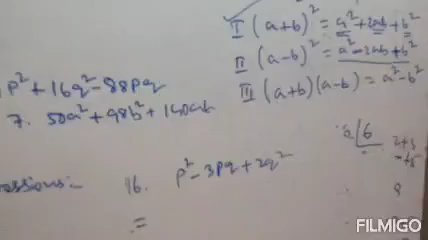 I (a+b)² = a² + 2ab + b²
II (a-b)² = a² - 2ab + b²
III (a+b)(a-b) = a² - b²
p² + 16q² - 88pq
7. 50a² + 98b² + 140ab
essions:- 16. p² - 3pq + 2q²
=
FILMIGO